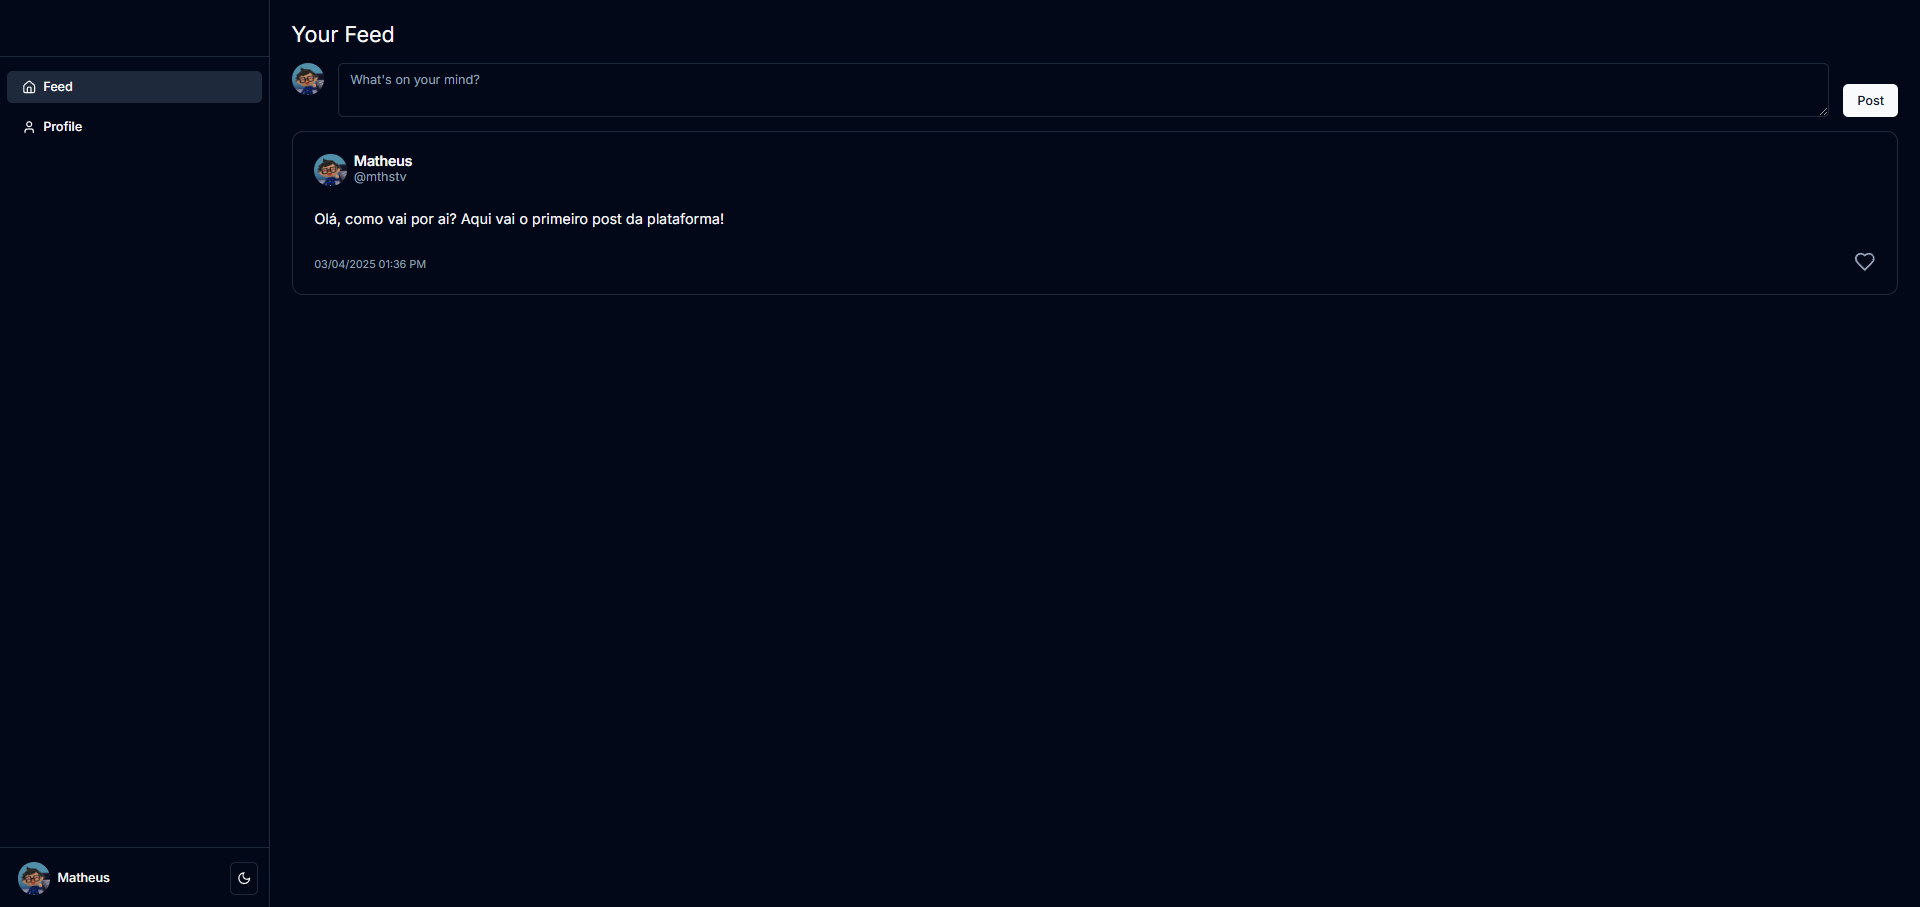 Feed
Profile
Matheus
Your Feed
What's on your mind?
Post
Matheus
@mthstv
Olá, como vai por ai? Aqui vai o primeiro post da plataforma!
03/04/2025 01:36 PM